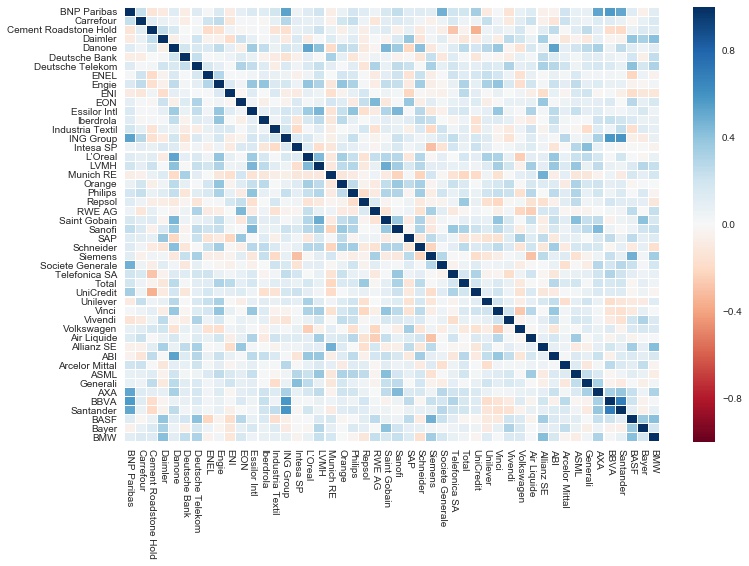 BNP Paribas
Carrefour
Cement Roadstone Hold
Daimler
Danone
Deutsche Bank
Deutsche Telekom
ENEL
Engie
ENI
EON
Essilor Intl
Iberdrola
Industria Textil
ING Group
Intesa SP
L'Oreal
LVMH
Munich RE
Orange
Philips
Repsol
RWE AG
Saint Gobain
Sanofi
SAP
Schneider
Siemens
Societe Generale
Telefonica SA
Total
UniCredit
Unilever
Vinci
Vivendi
Volkswagen
Air Liquide
Allianz SE
ABI
Arcelor Mittal
ASML
Generali
AXA
BBVA
Santander
BASF
Bayer
BMW
BNP Paribas
Carrefour
Cement Roadstone Hold
Daimler
Danone
Deutsche Bank
Deutsche Telekom
ENEL
Engie
ENI
EON
Essilor Intl
Iberdrola
Industria Textil
ING Group
Intesa SP
L'Oreal
LVMH
Munich RE
Orange
Philips
Repsol
RWE AG
Saint Gobain
Sanofi
SAP
Schneider
Siemens
Societe Generale
Telefonica SA
Total
UniCredit
Unilever
Vinci
Vivendi
Volkswagen
Air Liquide
Allianz SE
ABI
Arcelor Mittal
ASML
Generali
AXA
BBVA
Santander
BASF
Bayer
BMW
0.8
0.4
0.0
−0.4
−0.8